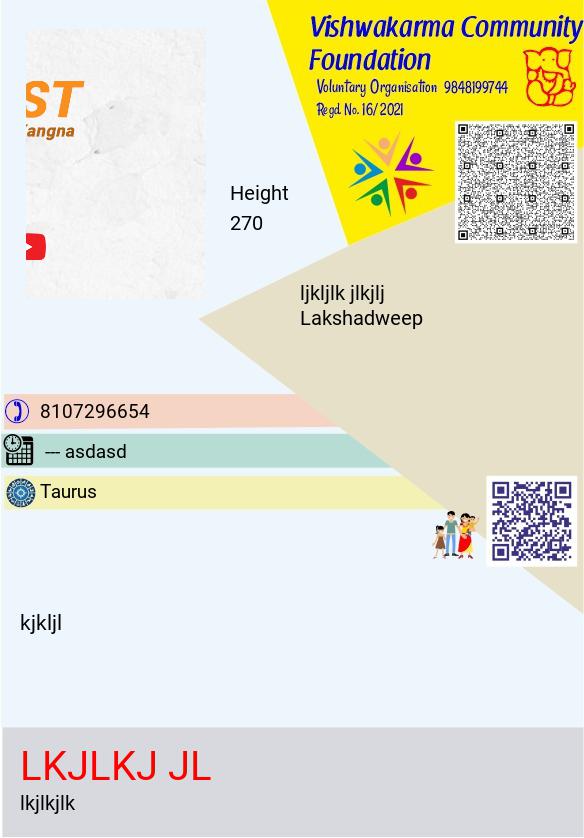 Vishwakarma Community
Foundation
Voluntary Organisation 9848199744
Regd. No. 16/2021
ST
angna
Height
270
ljkljlk jlkjlj
Lakshadweep
8107296654
--- asdasd
Taurus
kjkljl
LKJLKJ JL
lkjlkjlk